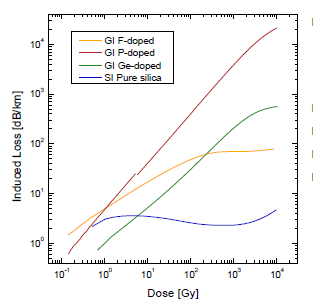 10⁴
10³
10²
10¹
10⁰
Induced Loss [dB/km]
GI F-doped
GI P-doped
GI Ge-doped
SI Pure silica
10⁻¹ 10⁰ 10¹ 10² 10³ 10⁴
Dose [Gy]